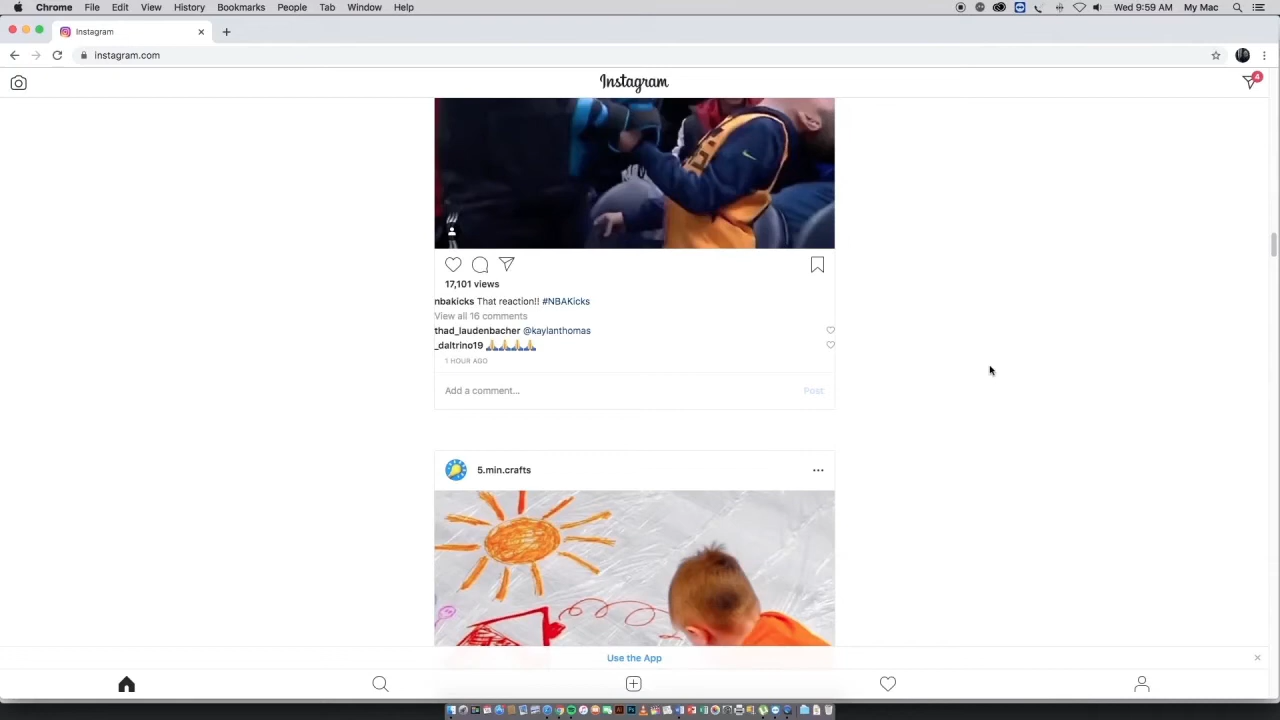 Chrome File Edit View History Bookmarks People Tab Window Help Wed 9:59 AM My Mac
Instagram
instagram.com
Instagram
4
17,101 views
nbakicks That reaction!! #NBAKicks
View all 16 comments
thad_laudenbacher @kaylanthomas
_daltrino19 🙏🙏🙏🙏
1 HOUR AGO
Add a comment... Post
5.min.crafts
Use the App